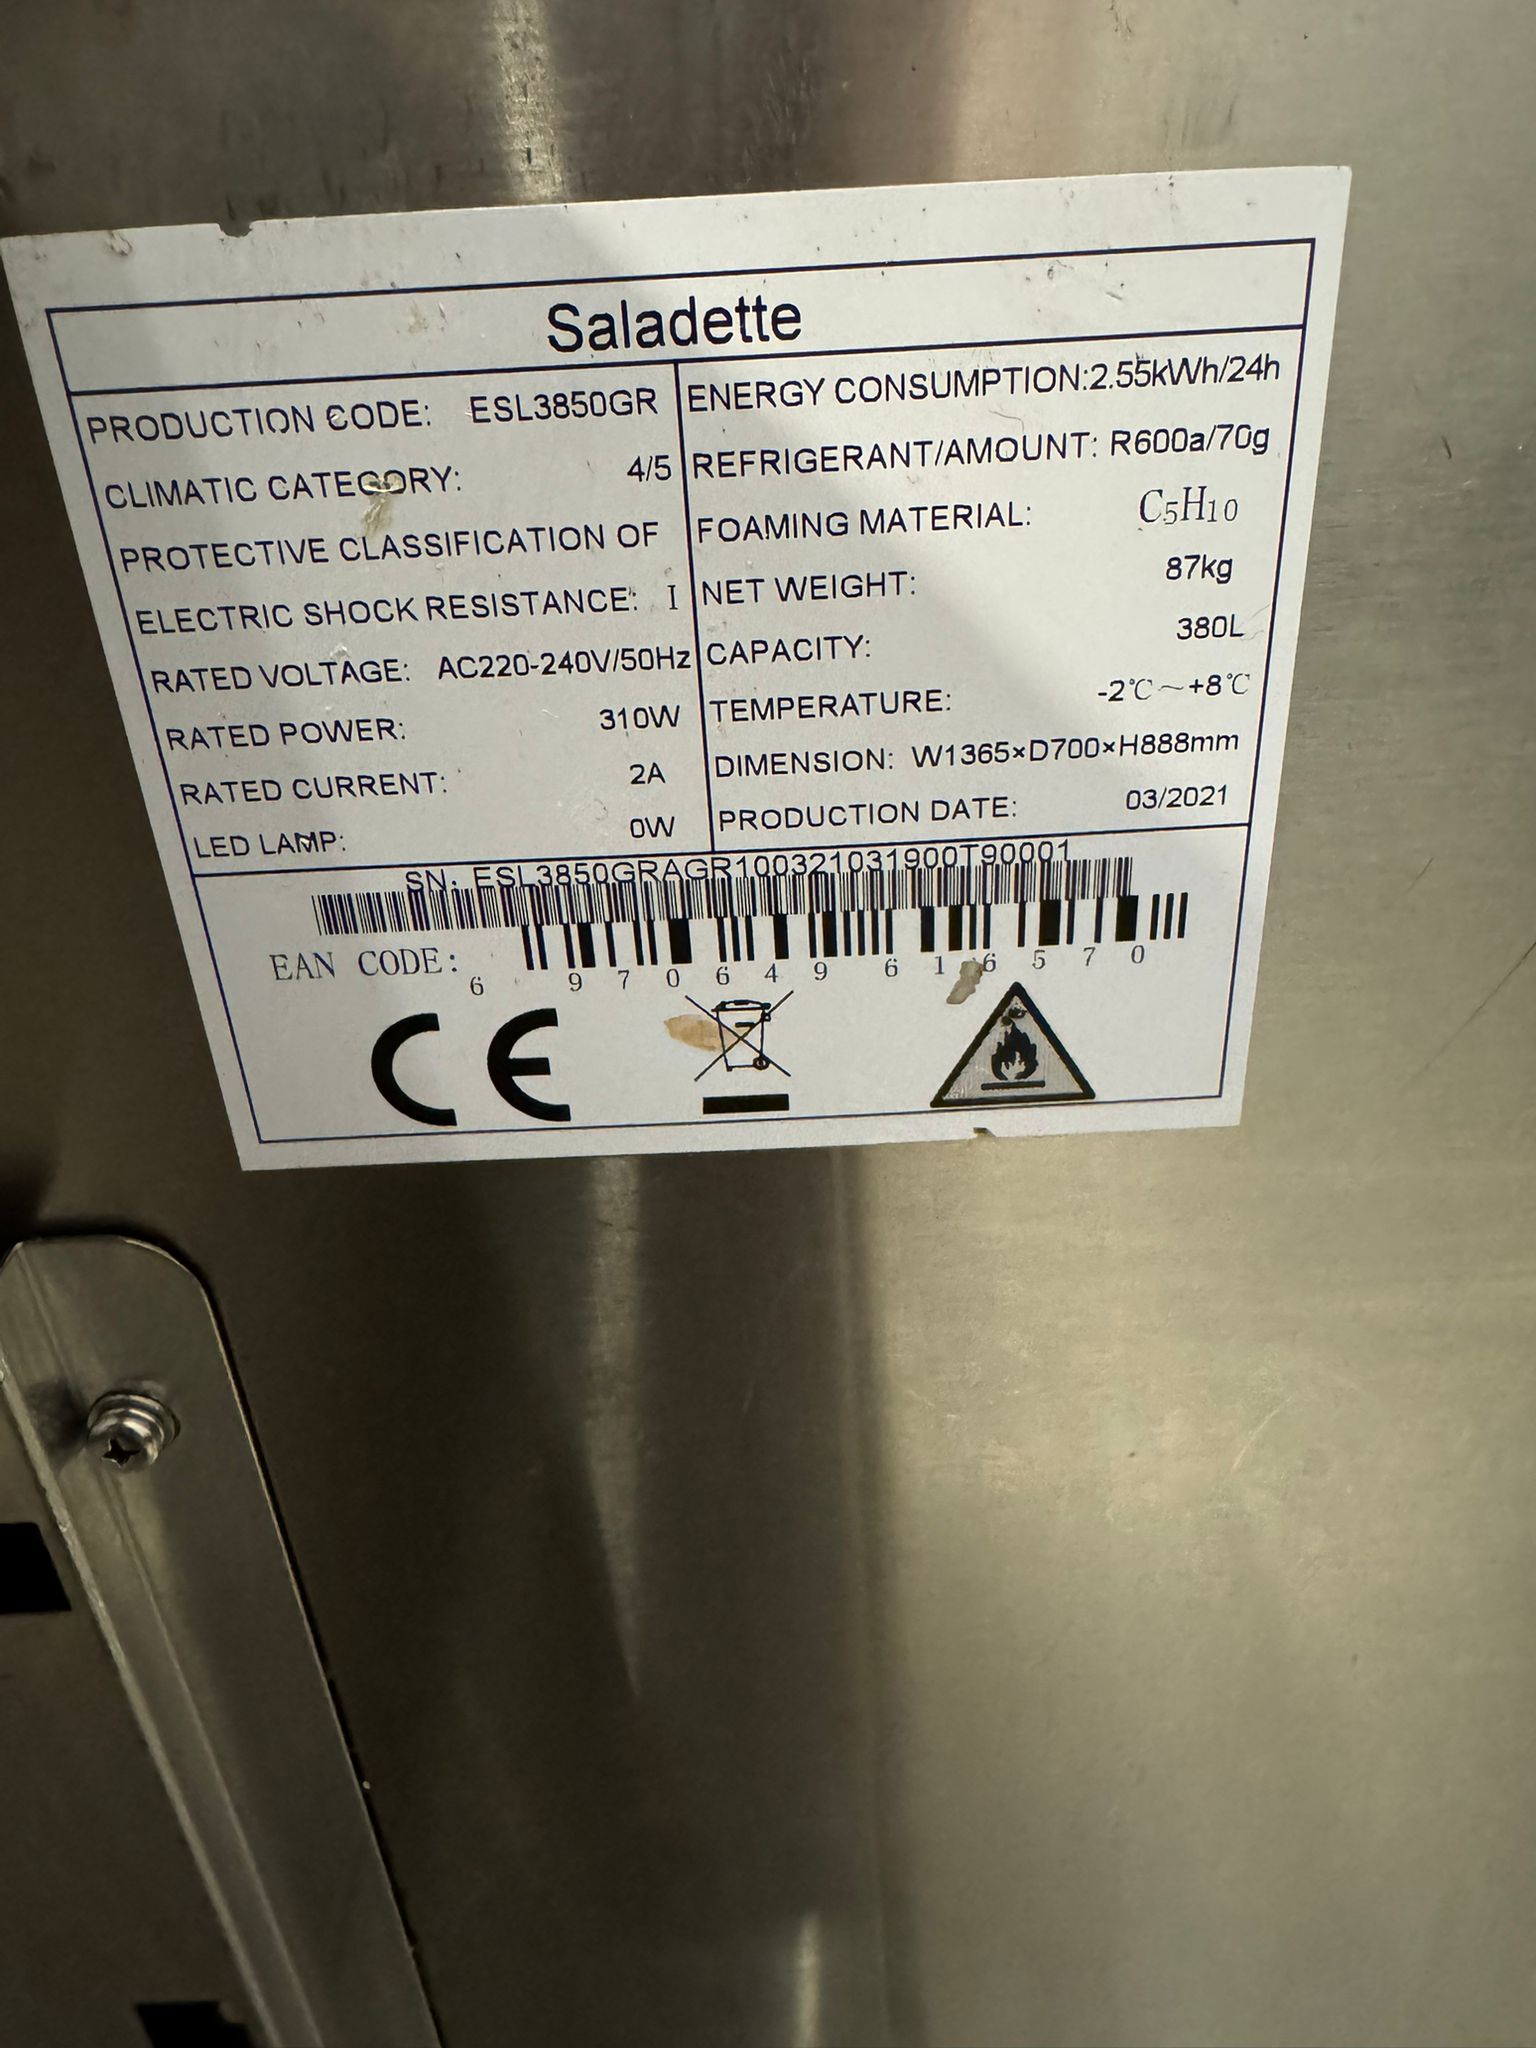 Saladette
PRODUCTION CODE: ESL3850GR
CLIMATIC CATEGORY: 4/5
PROTECTIVE CLASSIFICATION OF
ELECTRIC SHOCK RESISTANCE: I
RATED VOLTAGE: AC220-240V/50Hz
RATED POWER: 310W
RATED CURRENT: 2A
LED LAMP: 0W
ENERGY CONSUMPTION:2.55kWh/24h
REFRIGERANT/AMOUNT: R600a/70g
FOAMING MATERIAL: C5H10
NET WEIGHT: 87kg
CAPACITY: 380L
TEMPERATURE: -2℃~+8℃
DIMENSION: W1365×D700×H888mm
PRODUCTION DATE: 03/2021
SN: ESL3850GRAGR100321031900T90001
EAN CODE: 6 970649 616570
CE